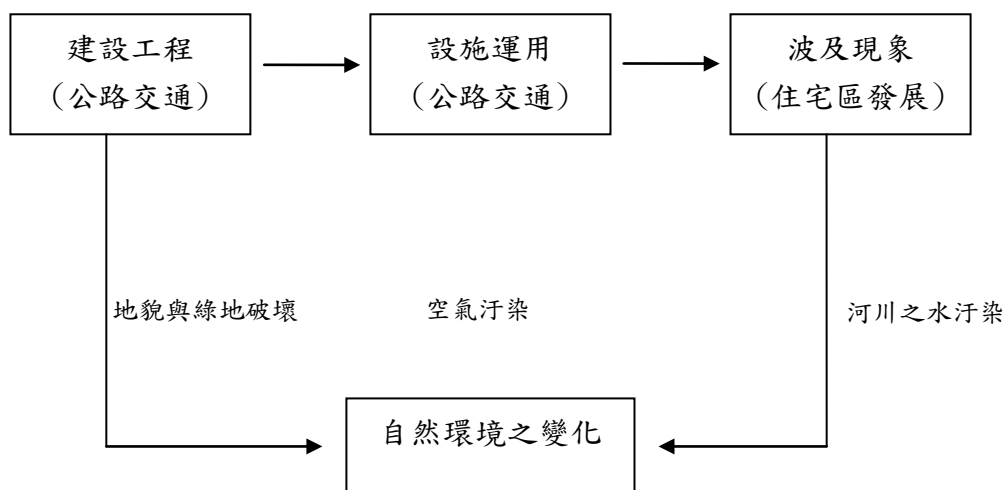 建設工程
（公路交通）
設施運用
（公路交通）
波及現象
（住宅區發展）
地貌與綠地破壞
空氣汙染
河川之水汙染
自然環境之變化